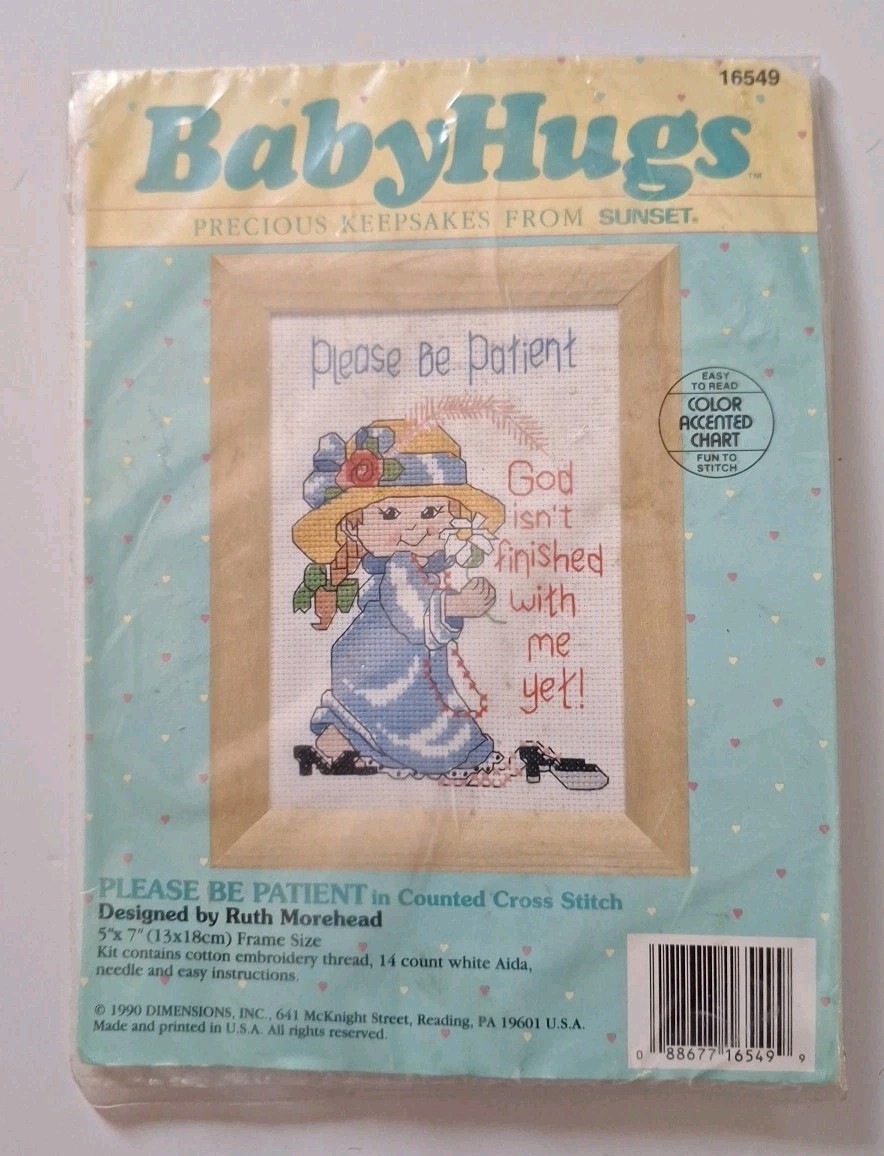 16549
BabyHugs™
PRECIOUS KEEPSAKES FROM SUNSET®
Please Be Patient
God
isn't
finished
with
me
yet!
EASY
TO READ
COLOR
ACCENTED
CHART
FUN TO
STITCH
PLEASE BE PATIENT in Counted Cross Stitch
Designed by Ruth Morehead
5"x 7" (13x18cm) Frame Size
Kit contains cotton embroidery thread, 14 count white Aida,
needle and easy instructions.
© 1990 DIMENSIONS, INC., 641 McKnight Street, Reading, PA 19601 U.S.A.
Made and printed in U.S.A. All rights reserved.
0 88677 16549 9